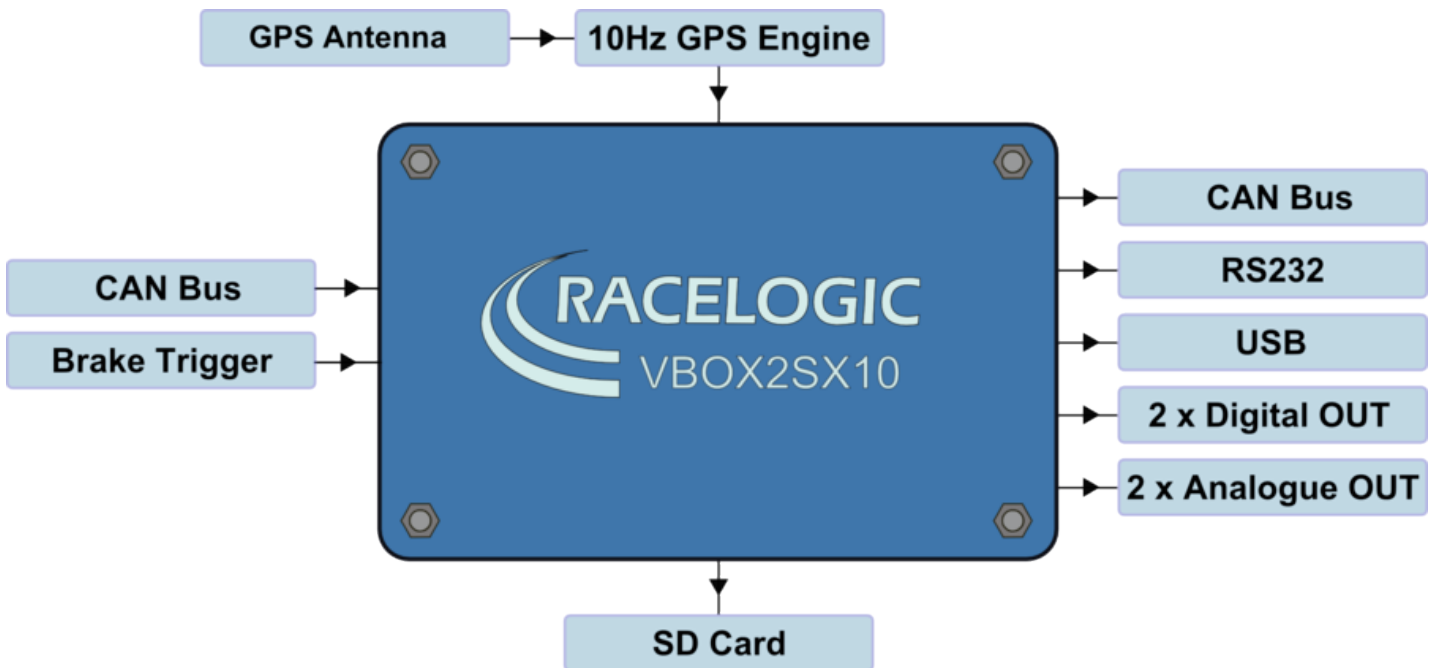 GPS Antenna
10Hz GPS Engine
CAN Bus
Brake Trigger
RACELOGIC
VBOX2SX10
CAN Bus
RS232
USB
2 x Digital OUT
2 x Analogue OUT
SD Card